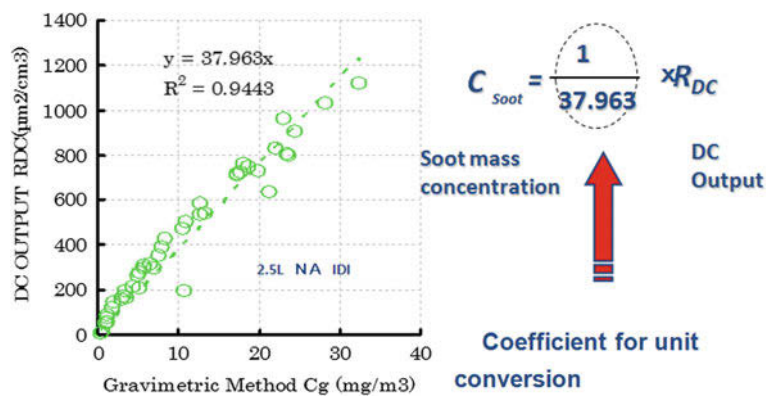 1400
1200
1000
800
600
400
200
0
0 10 20 30 40
DC OUTPUT RDC(μm2/cm3)
y = 37.963x
R² = 0.9443
2.5L NA IDI
Gravimetric Method Cg (mg/m3)
C Soot = 1 / 37.963 ×R DC
Soot mass
concentration
DC
Output
Coefficient for unit
conversion